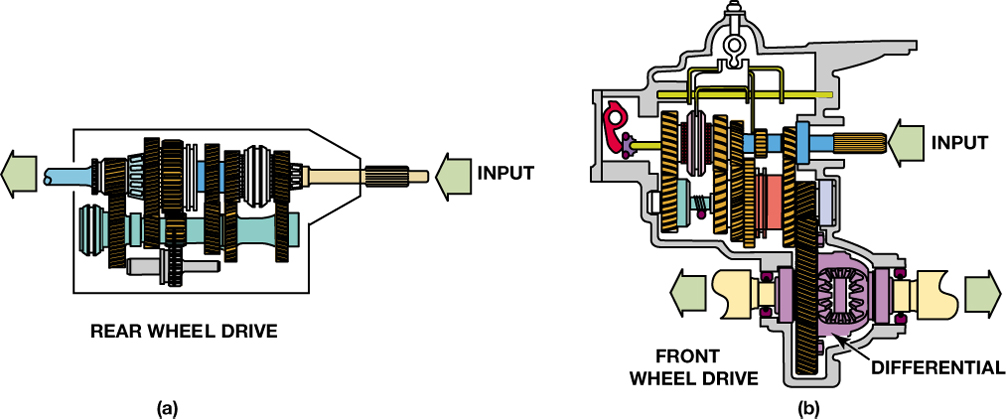 INPUT
REAR WHEEL DRIVE
(a)
INPUT
FRONT
WHEEL DRIVE
DIFFERENTIAL
(b)